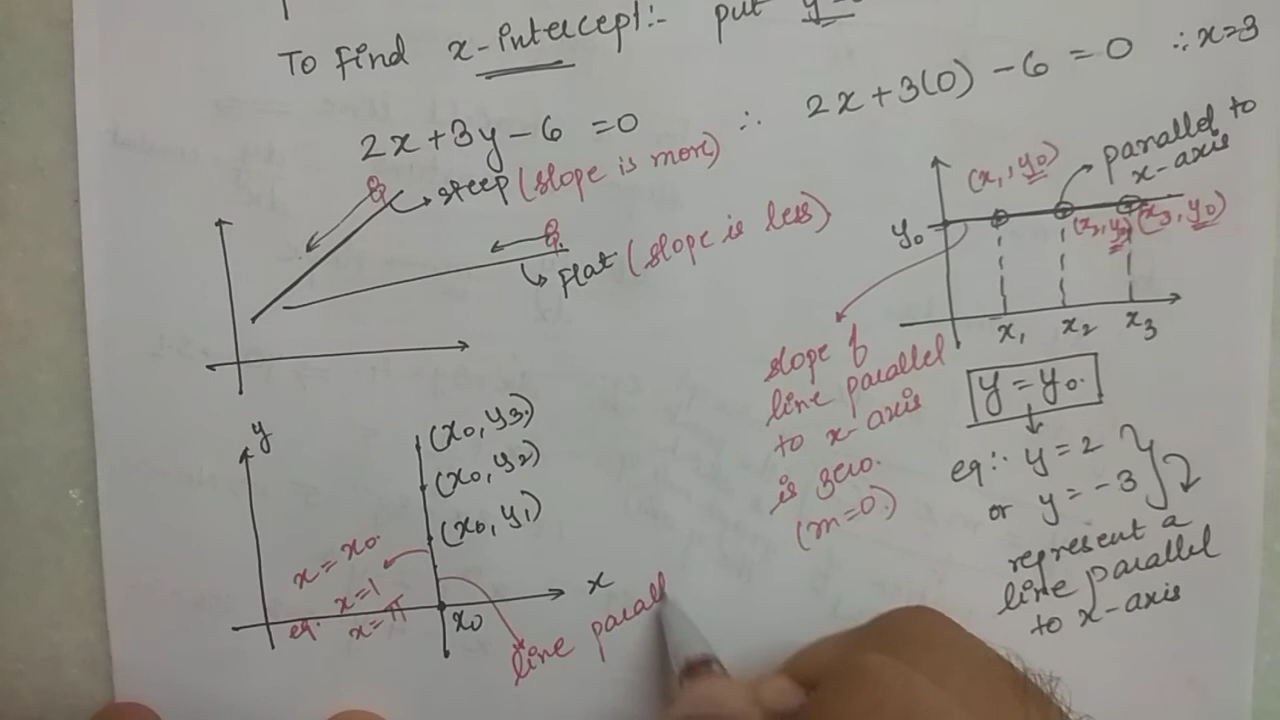 To find x-intercept:- put y
2x+3y-6=0 ∴ 2x+3(0)-6=0 ∴x=3
steep (slope is more)
flat (slope is less)
(x₁,y₀)
parallel to
x-axis
y₀
(x₂,y₀) (x₃,y₀)
x₁ x₂ x₃
slope of
line parallel
to x-axis
is zero.
(m=0.)
y=y₀.
eg:- y=2
or y=-3
represent a
line parallel
to x-axis
y
(x₀,y₃)
(x₀,y₂)
(x₀,y₁)
x=x₀.
eg. x=1
x=π
x
x₀
line parall